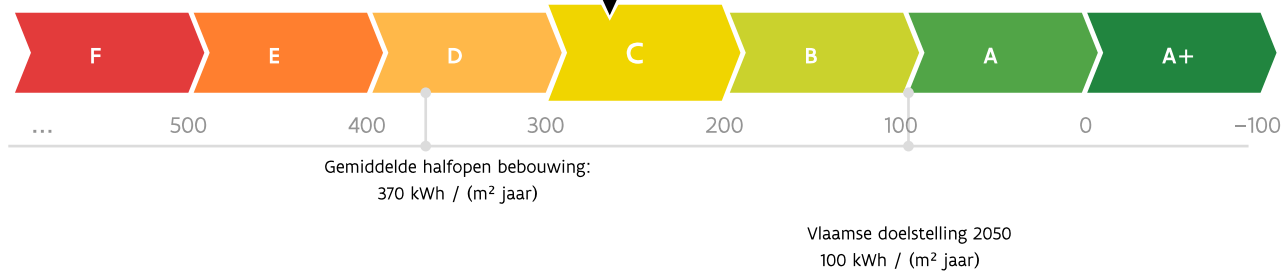 F E D C B A A+
... 500 400 300 200 100 0 –100
Gemiddelde halfopen bebouwing:
370 kWh / (m² jaar)
Vlaamse doelstelling 2050
100 kWh / (m² jaar)